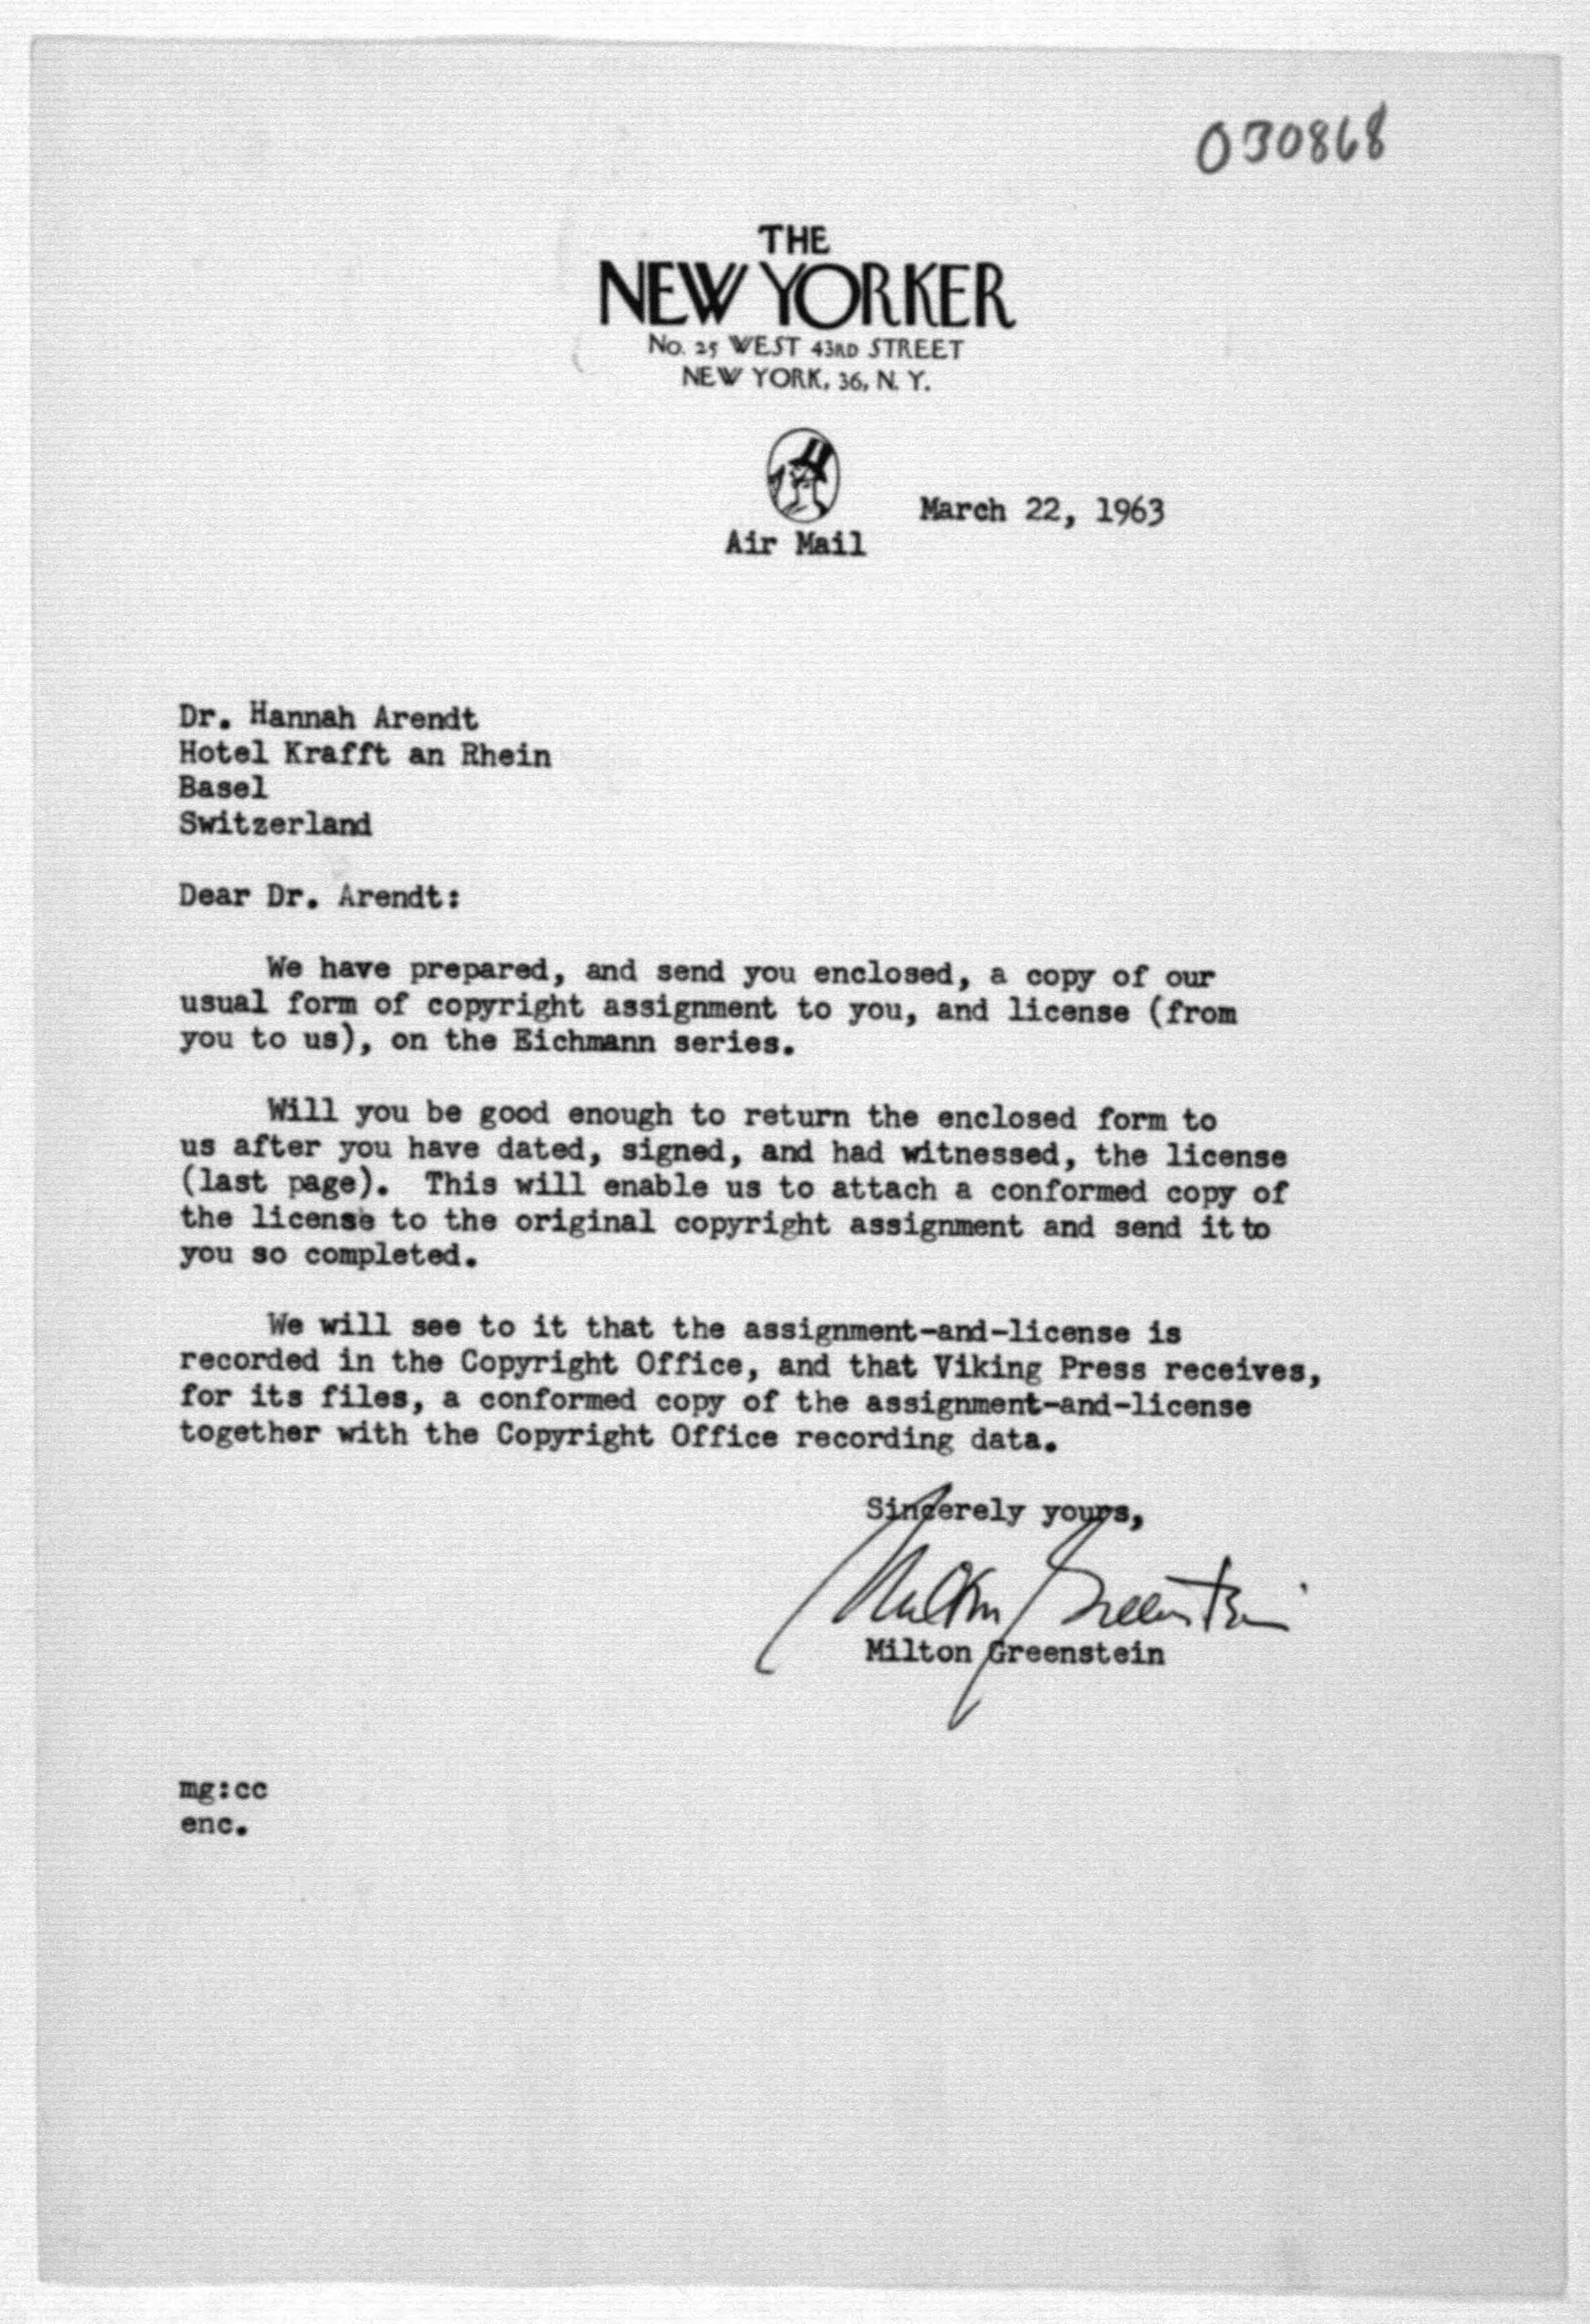 030868
THE
NEW YORKER
No. 25 WEST 43RD STREET
NEW YORK, 36, N. Y.
March 22, 1963
Air Mail
Dr. Hannah Arendt
Hotel Krafft an Rhein
Basel
Switzerland
Dear Dr. Arendt:
We have prepared, and send you enclosed, a copy of our
usual form of copyright assignment to you, and license (from
you to us), on the Eichmann series.
Will you be good enough to return the enclosed form to
us after you have dated, signed, and had witnessed, the license
(last page). This will enable us to attach a conformed copy of
the license to the original copyright assignment and send it to
you so completed.
We will see to it that the assignment-and-license is
recorded in the Copyright Office, and that Viking Press receives,
for its files, a conformed copy of the assignment-and-license
together with the Copyright Office recording data.
Sincerely yours,
Milton Greenstein
Milton Greenstein
mg:cc
enc.